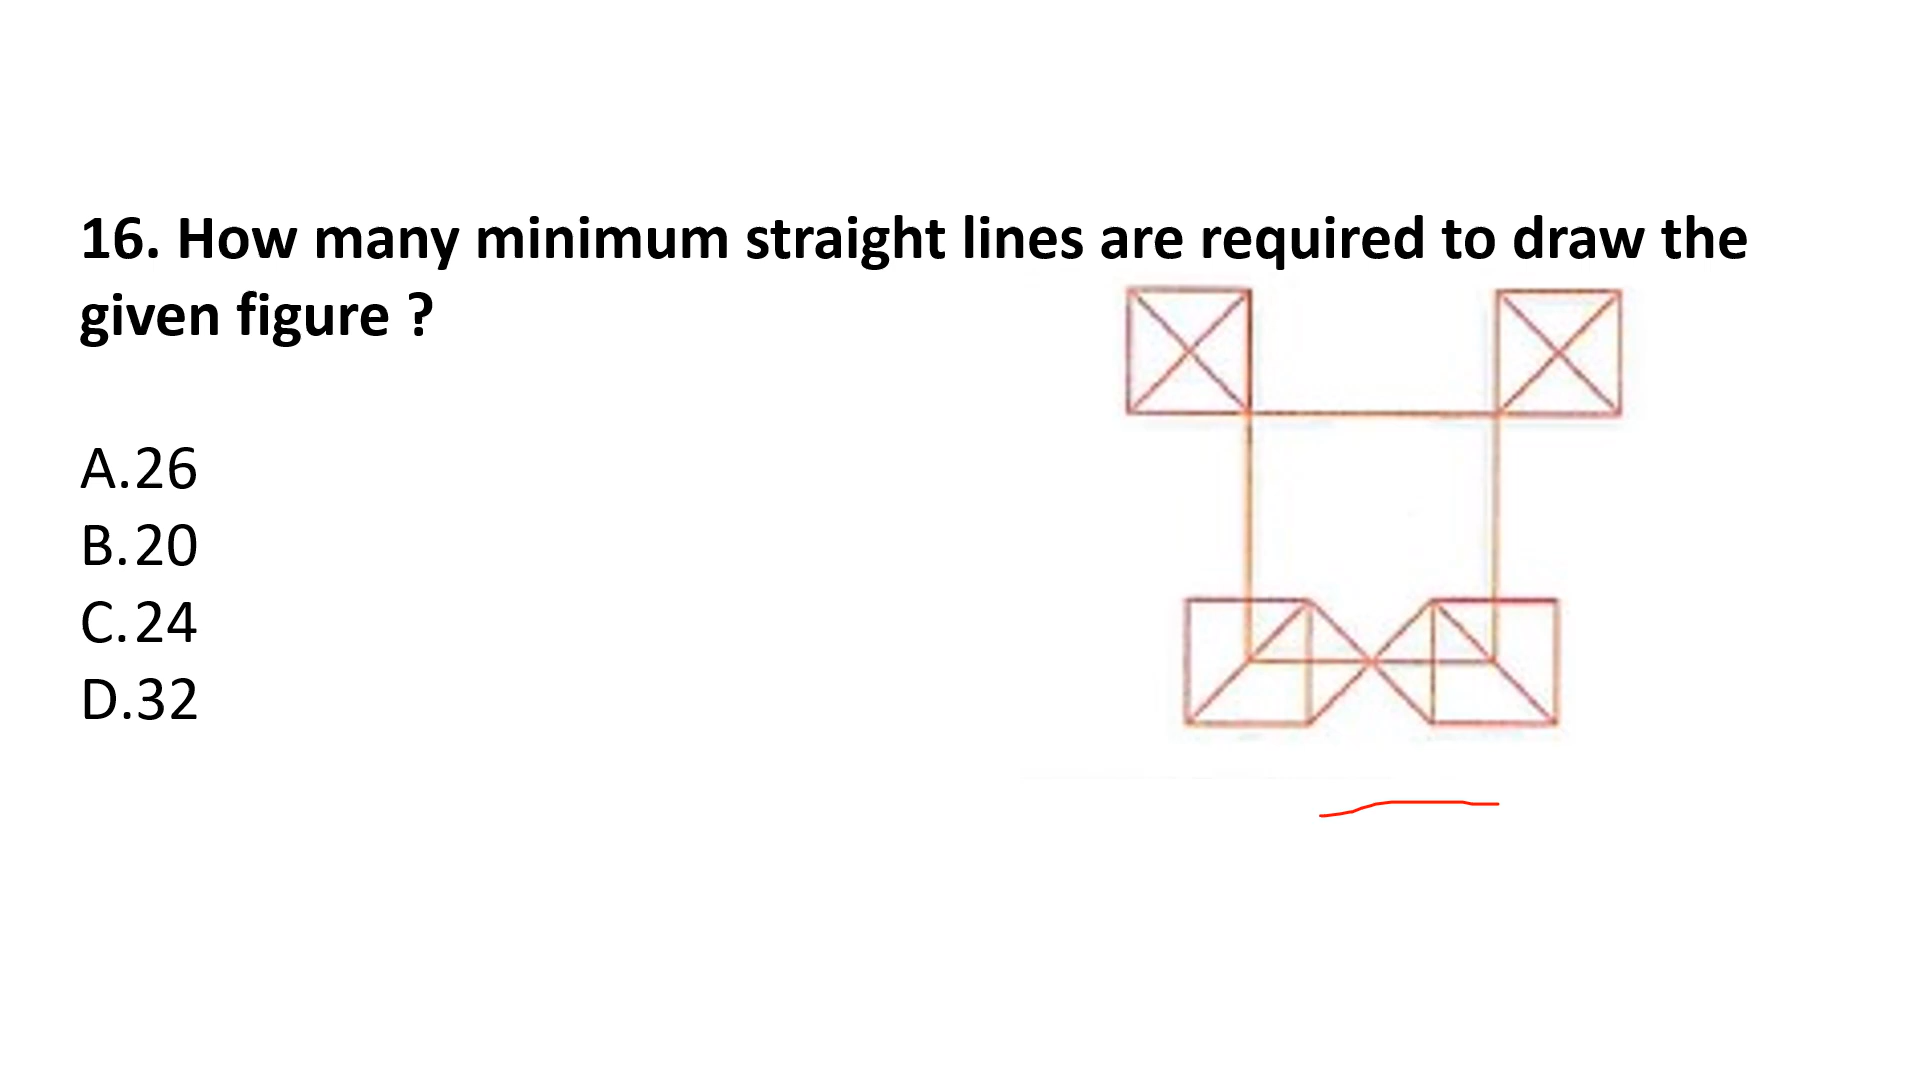 16. How many minimum straight lines are required to draw the
given figure ?
A.26
B.20
C.24
D.32